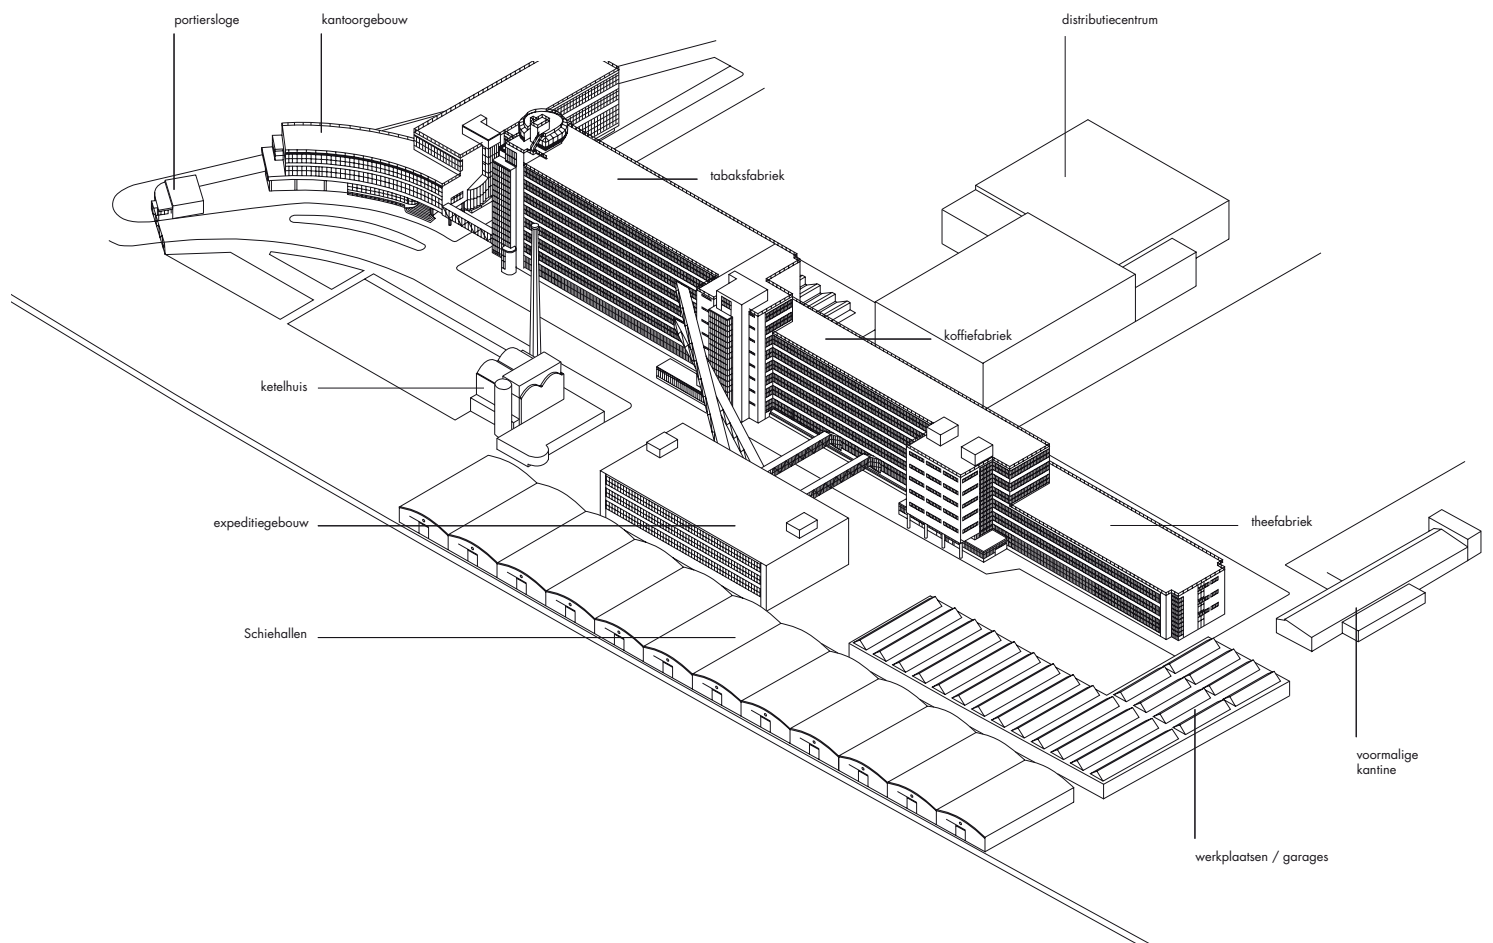 portiersloge
kantoorgebouw
distributiecentrum
tabaksfabriek
koffiefabriek
ketelhuis
expeditiegebouw
theefabriek
Schiehallen
voormalige
kantine
werkplaatsen / garages